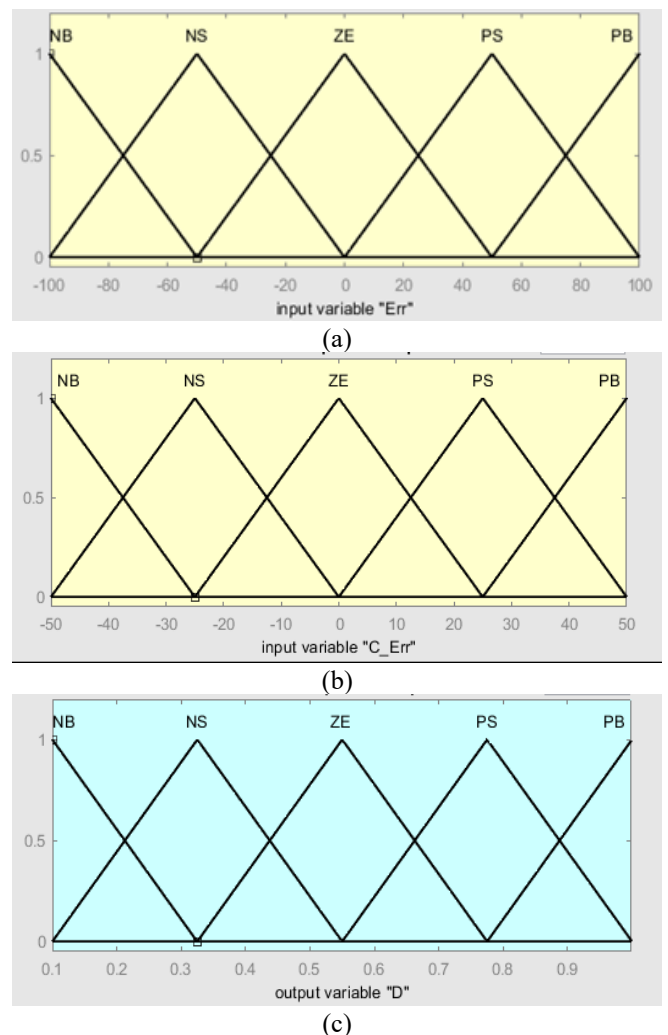 NB NS ZE PS PB
1
0.5
0
-100 -80 -60 -40 -20 0 20 40 60 80 100
input variable "Err"
(a)
NB NS ZE PS PB
1
0.5
0
-50 -40 -30 -20 -10 0 10 20 30 40 50
input variable "C_Err"
(b)
NB NS ZE PS PB
1
0.5
0
0.1 0.2 0.3 0.4 0.5 0.6 0.7 0.8 0.9
output variable "D"
(c)